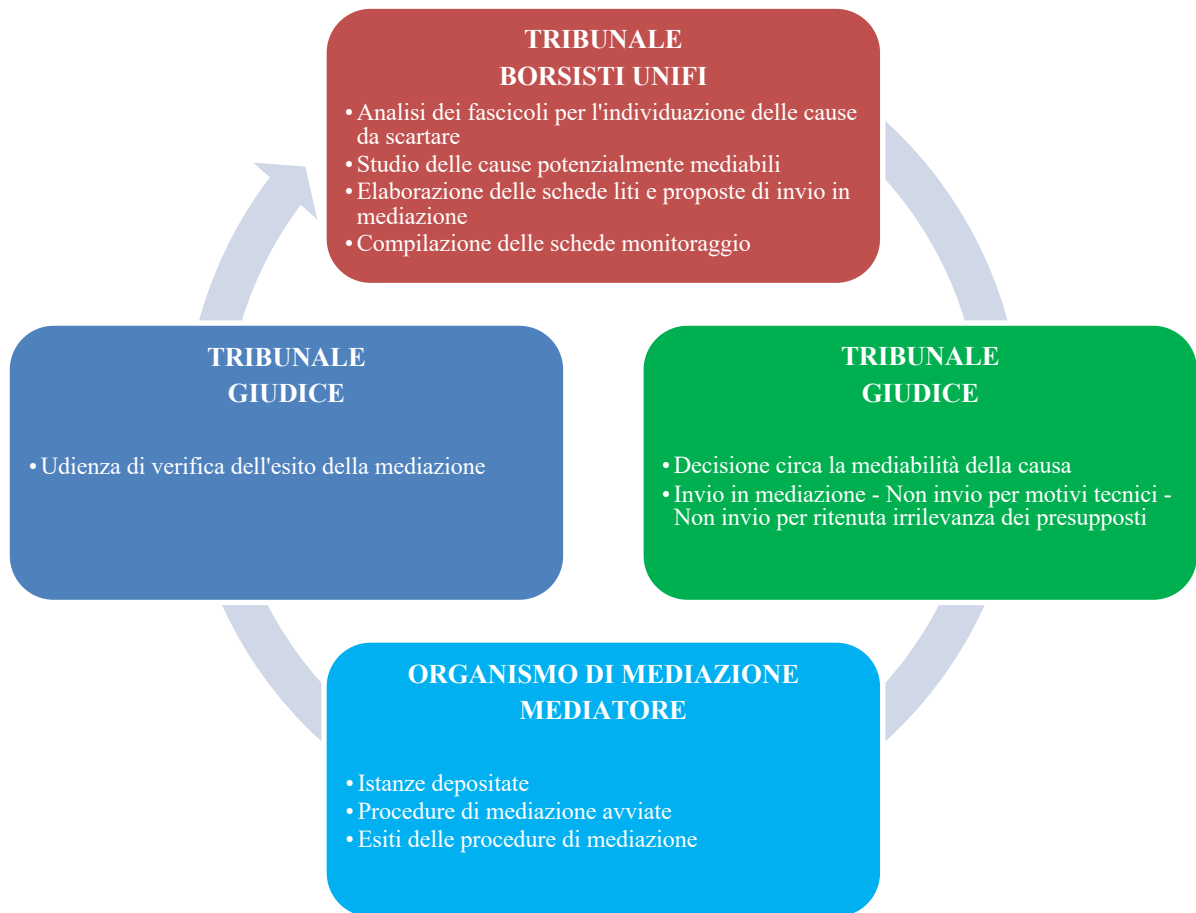 TRIBUNALE
BORSISTI UNIFI
• Analisi dei fascicoli per l'individuazione delle cause
da scartare
• Studio delle cause potenzialmente mediabili
• Elaborazione delle schede liti e proposte di invio in
mediazione
• Compilazione delle schede monitoraggio
TRIBUNALE
GIUDICE
• Udienza di verifica dell'esito della mediazione
TRIBUNALE
GIUDICE
• Decisione circa la mediabilità della causa
• Invio in mediazione - Non invio per motivi tecnici -
Non invio per ritenuta irrilevanza dei presupposti
ORGANISMO DI MEDIAZIONE
MEDIATORE
• Istanze depositate
• Procedure di mediazione avviate
• Esiti delle procedure di mediazione